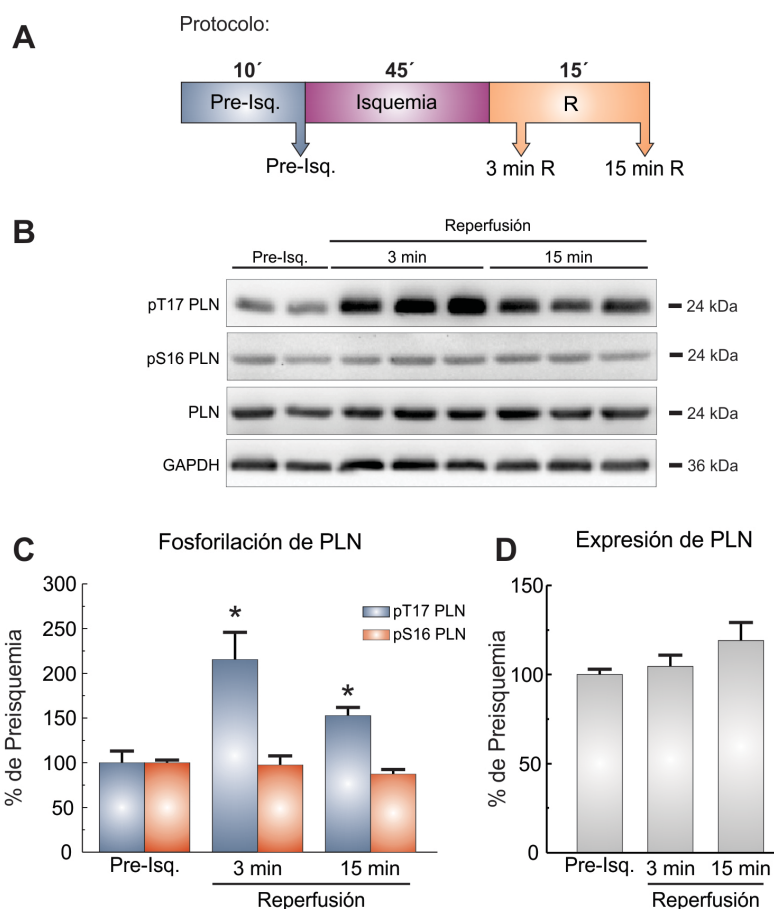 A
Protocolo:
10´ 45´ 15´
Pre-Isq. Isquemia R
Pre-Isq. 3 min R 15 min R
B
Reperfusión
Pre-Isq. 3 min 15 min
pT17 PLN 24 kDa
pS16 PLN 24 kDa
PLN 24 kDa
GAPDH 36 kDa
C
Fosforilación de PLN
% de Preisquemia
300
250
200
150
100
50
0
* *
pT17 PLN
pS16 PLN
Pre-Isq. 3 min 15 min
Reperfusión
D
Expresión de PLN
% de Preisquemia
150
100
50
0
Pre-Isq. 3 min 15 min
Reperfusión